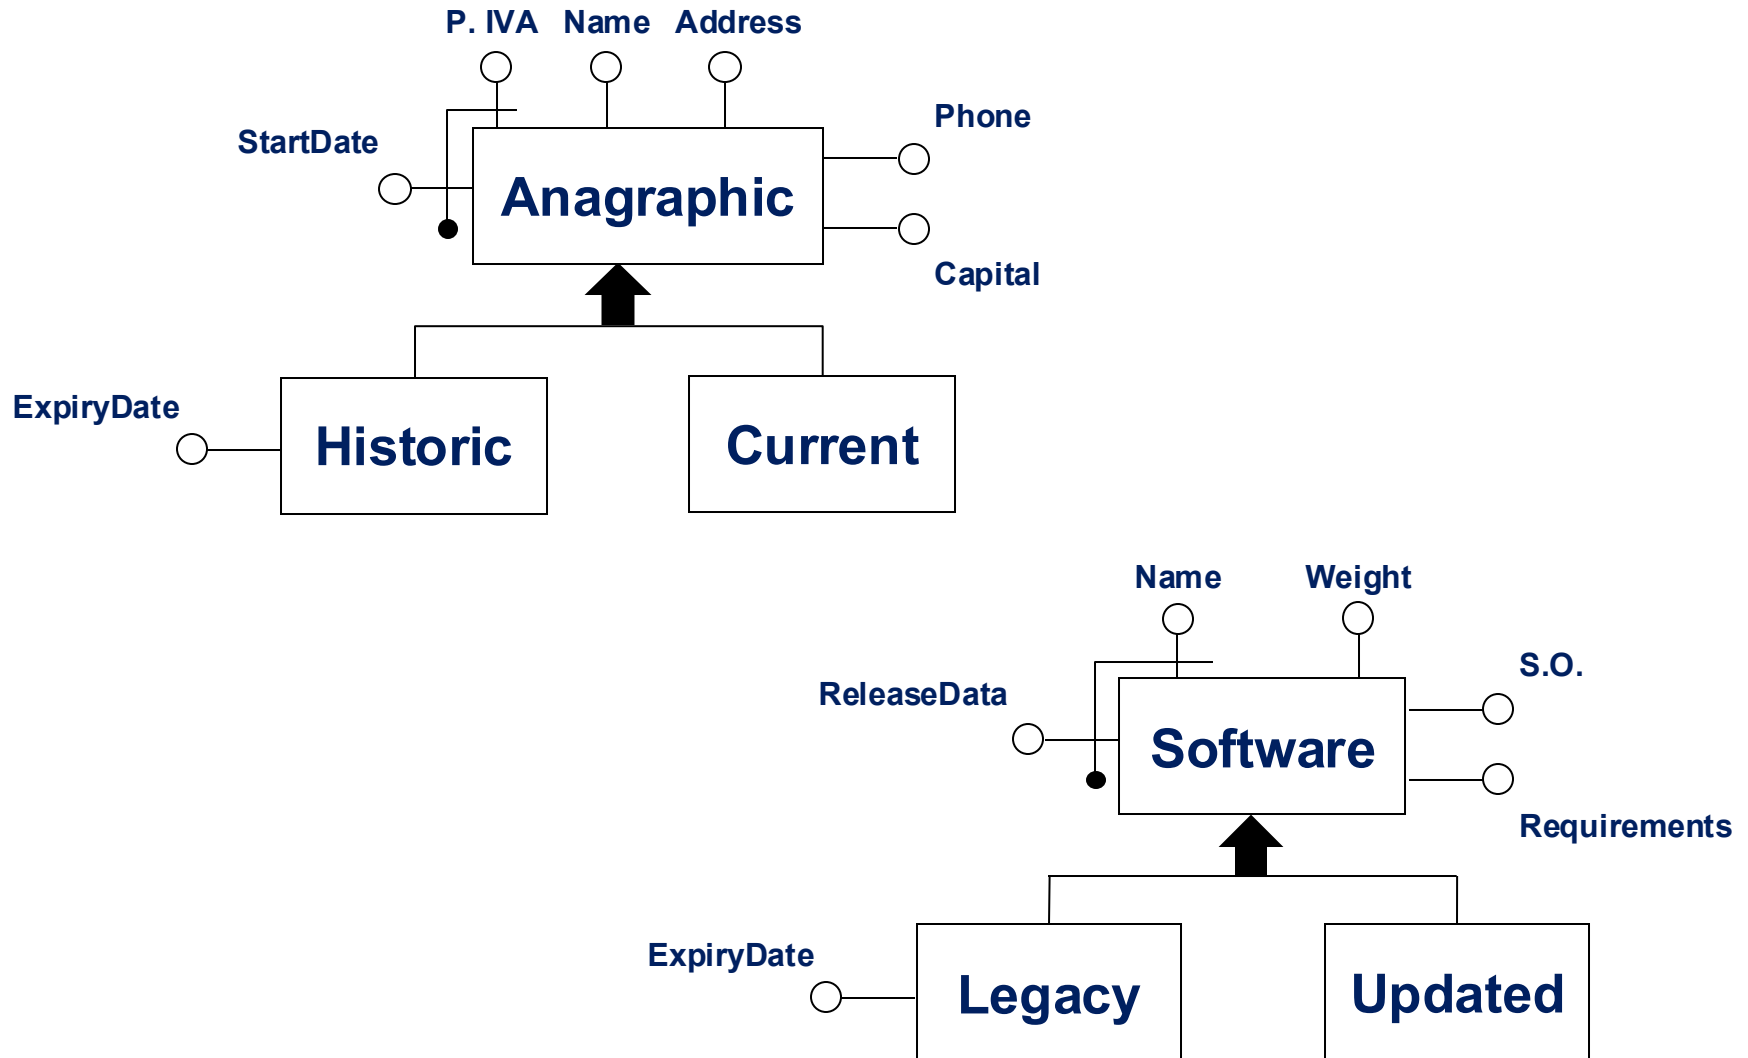 P. IVA Name Address
Phone
StartDate
Anagraphic
Capital
ExpiryDate
Historic
Current
Name Weight
S.O.
ReleaseData
Software
Requirements
ExpiryDate
Legacy
Updated